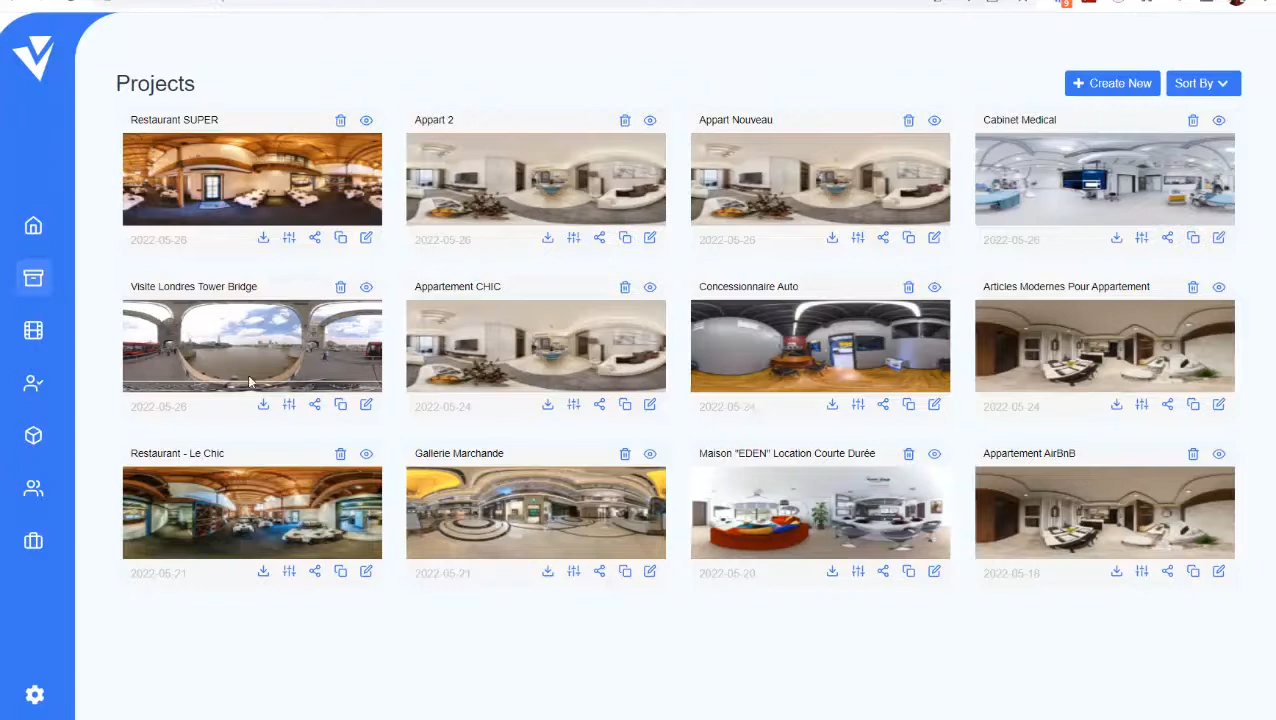 9
Projects
Create New
Sort By
Restaurant SUPER
Appart 2
Appart Nouveau
Cabinet Medical
2022-05-26
2022-05-26
2022-05-26
2022-05-26
Visite Londres Tower Bridge
Appartement CHIC
Concessionnaire Auto
Articles Modernes Pour Appartement
2022-05-26
2022-05-24
2022-05-24
2022-05-24
Restaurant - Le Chic
Gallerie Marchande
Maison "EDEN" Location Courte Durée
Appartement AirBnB
2022-05-21
2022-05-21
2022-05-20
2022-05-18